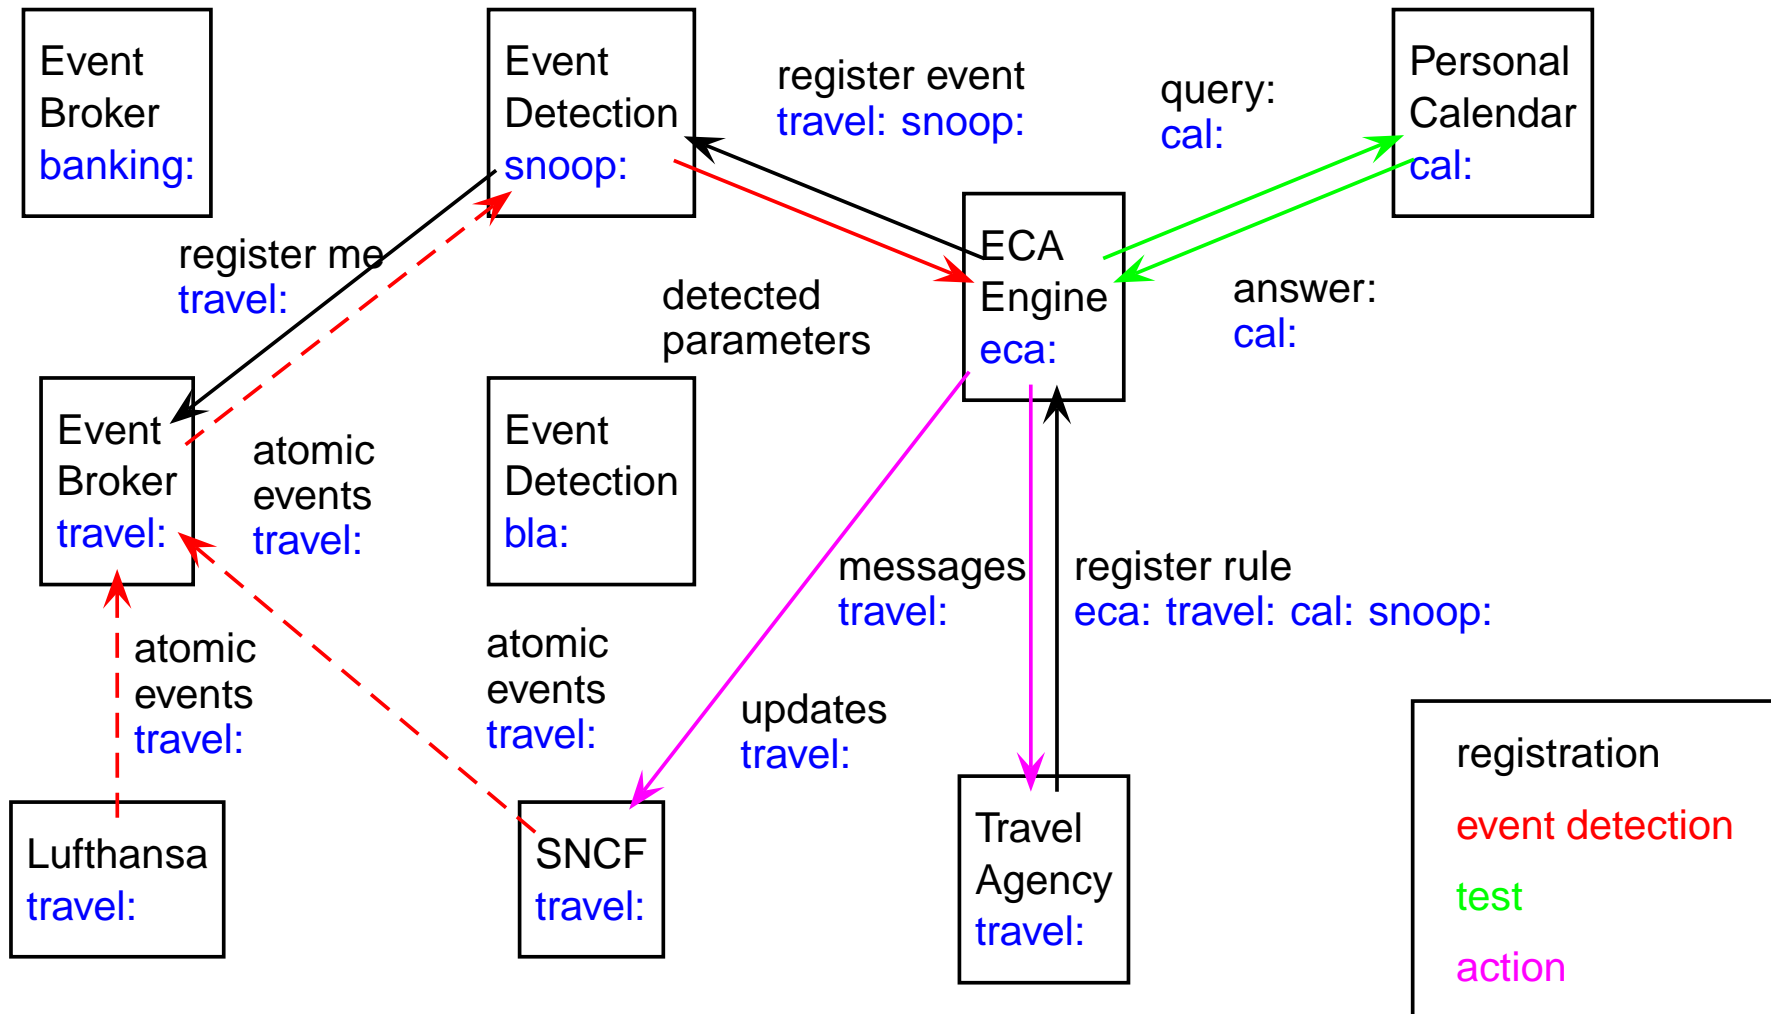 Event
Broker
banking:
Event
Detection
snoop:
register event
travel: snoop:
query:
cal:
Personal
Calendar
cal:
register me
travel:
detected
parameters
ECA
Engine
eca:
answer:
cal:
Event
Broker
travel:
atomic
events
travel:
Event
Detection
bla:
messages
travel:
register rule
eca: travel: cal: snoop:
atomic
events
travel:
atomic
events
travel:
updates
travel:
Lufthansa
travel:
SNCF
travel:
Travel
Agency
travel:
registration
event detection
test
action